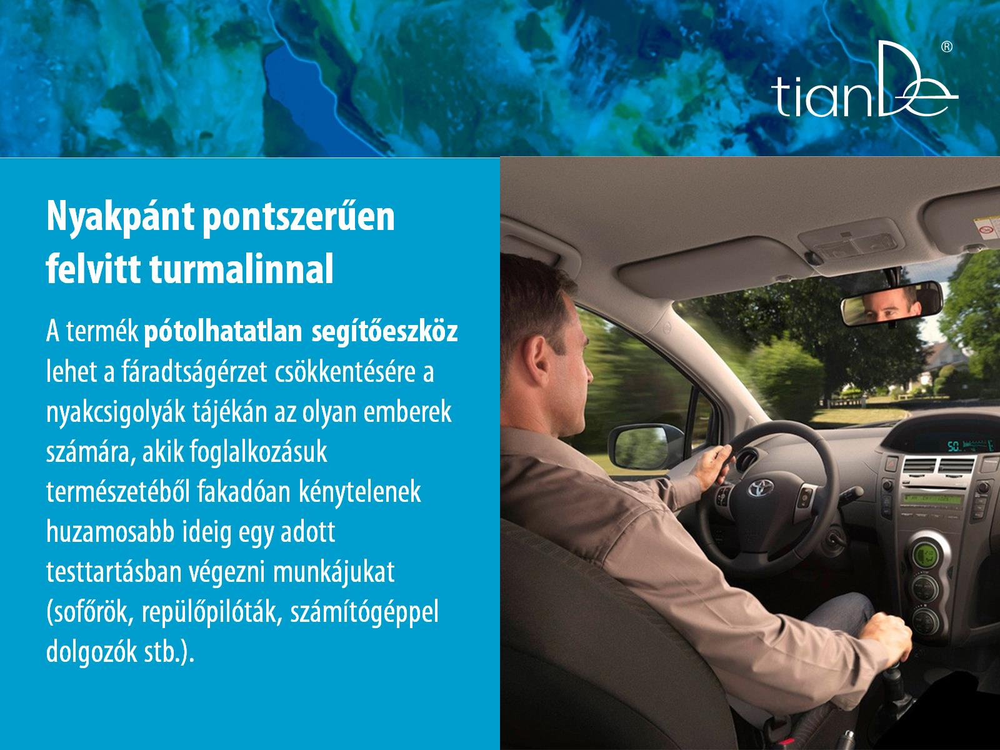 tianDe®
Nyakpánt pontszerűen
felvitt turmalinnal
A termék pótolhatatlan segítőeszköz
lehet a fáradtságérzet csökkentésére a
nyakcsigolyák tájékán az olyan emberek
számára, akik foglalkozásuk
természetéből fakadóan kénytelenek
huzamosabb ideig egy adott
testtartásban végezni munkájukat
(sofőrök, repülőpilóták, számítógéppel
dolgozók stb.).
50